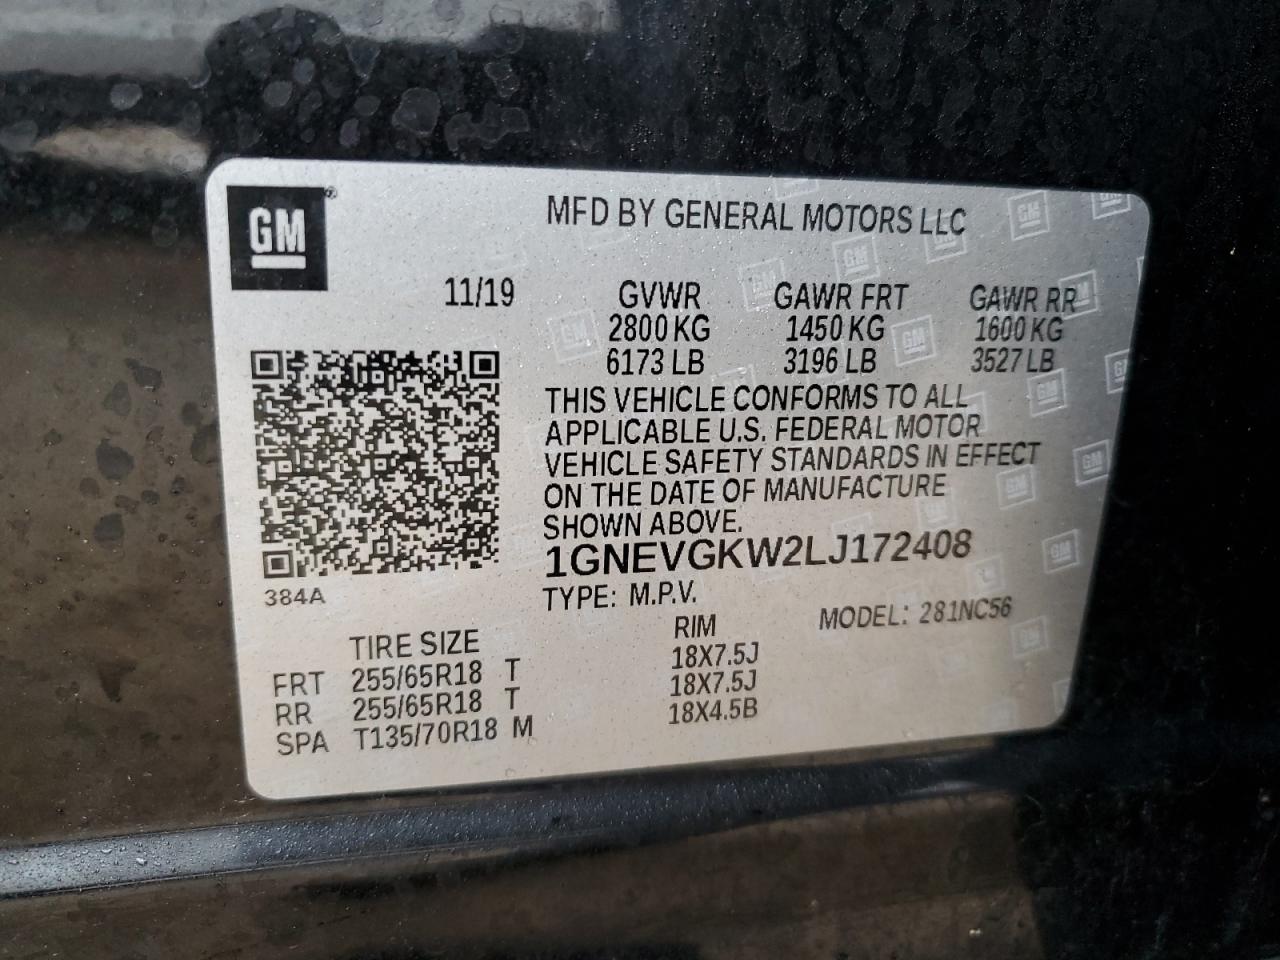 GM
MFD BY GENERAL MOTORS LLC
11/19 GVWR GAWR FRT GAWR RR
2800 KG 1450 KG 1600 KG
6173 LB 3196 LB 3527 LB
THIS VEHICLE CONFORMS TO ALL
APPLICABLE U.S. FEDERAL MOTOR
VEHICLE SAFETY STANDARDS IN EFFECT
ON THE DATE OF MANUFACTURE
SHOWN ABOVE.
1GNEVGKW2LJ172408
384A
TYPE: M.P.V.
MODEL: 281NC56
TIRE SIZE RIM
FRT 255/65R18 T 18X7.5J
RR 255/65R18 T 18X7.5J
SPA T135/70R18 M 18X4.5B